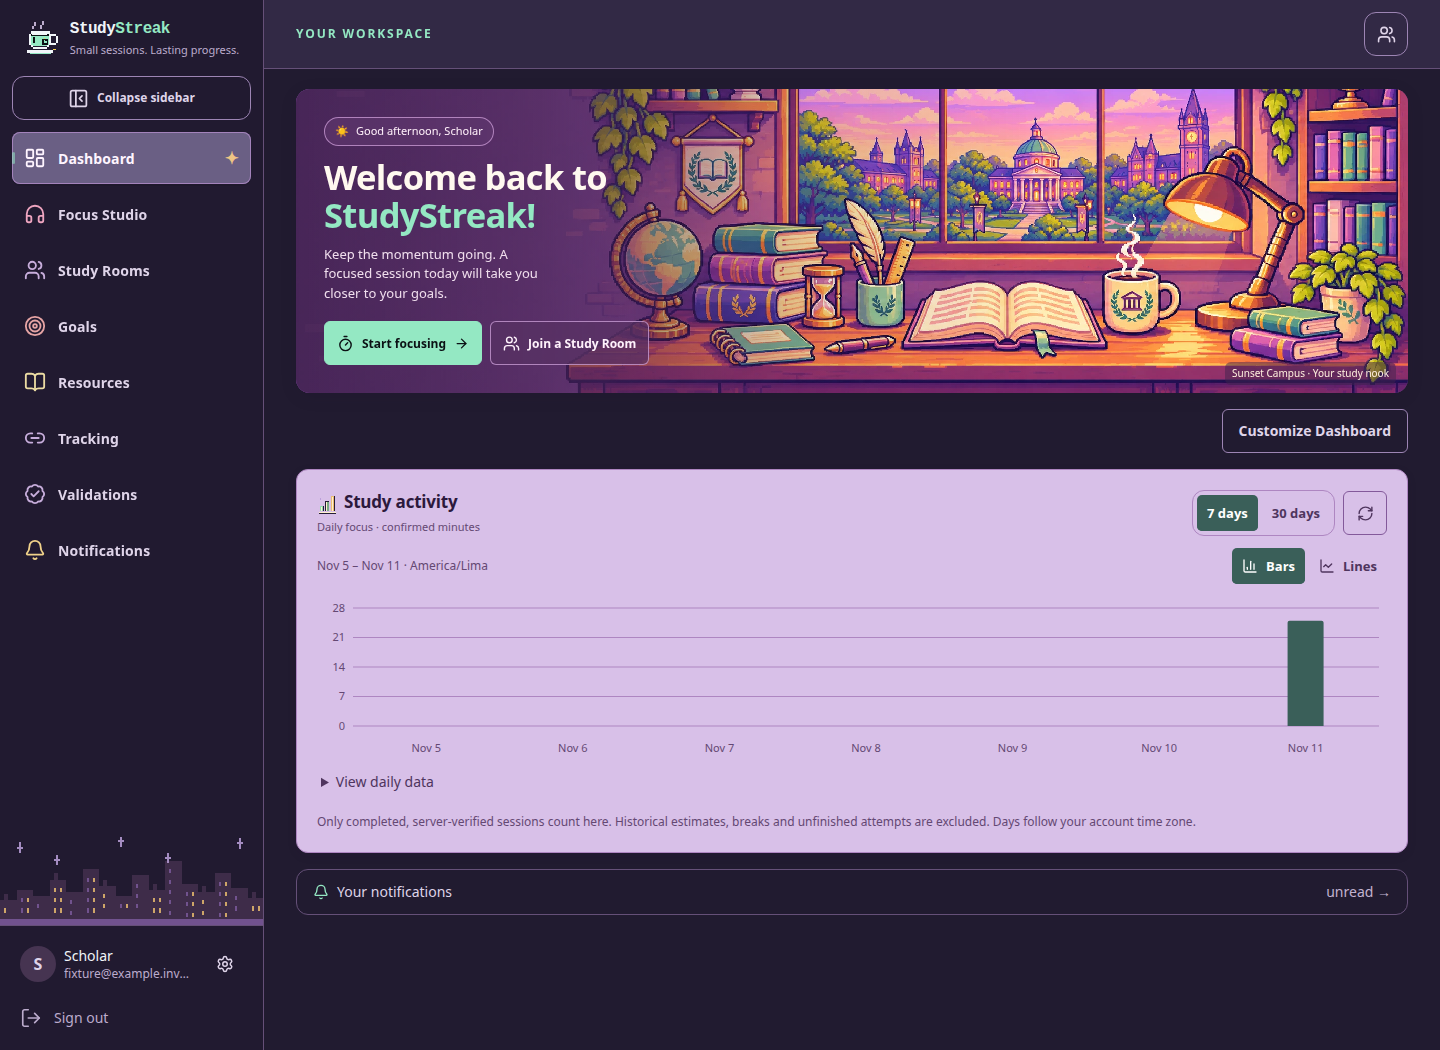 StudyStreak
Small sessions. Lasting progress.
Collapse sidebar
Dashboard
Focus Studio
Study Rooms
Goals
Resources
Tracking
Validations
Notifications
S
Scholar
fixture@example.inv...
Sign out
YOUR WORKSPACE
Good afternoon, Scholar
Welcome back to
StudyStreak!
Keep the momentum going. A
focused session today will take you
closer to your goals.
Start focusing →
Join a Study Room
Sunset Campus · Your study nook
Customize Dashboard
Study activity
Daily focus · confirmed minutes
7 days
30 days
Nov 5 – Nov 11 · America/Lima
Bars
Lines
28
21
14
7
0
Nov 5
Nov 6
Nov 7
Nov 8
Nov 9
Nov 10
Nov 11
View daily data
Only completed, server-verified sessions count here. Historical estimates, breaks and unfinished attempts are excluded. Days follow your account time zone.
Your notifications
unread →